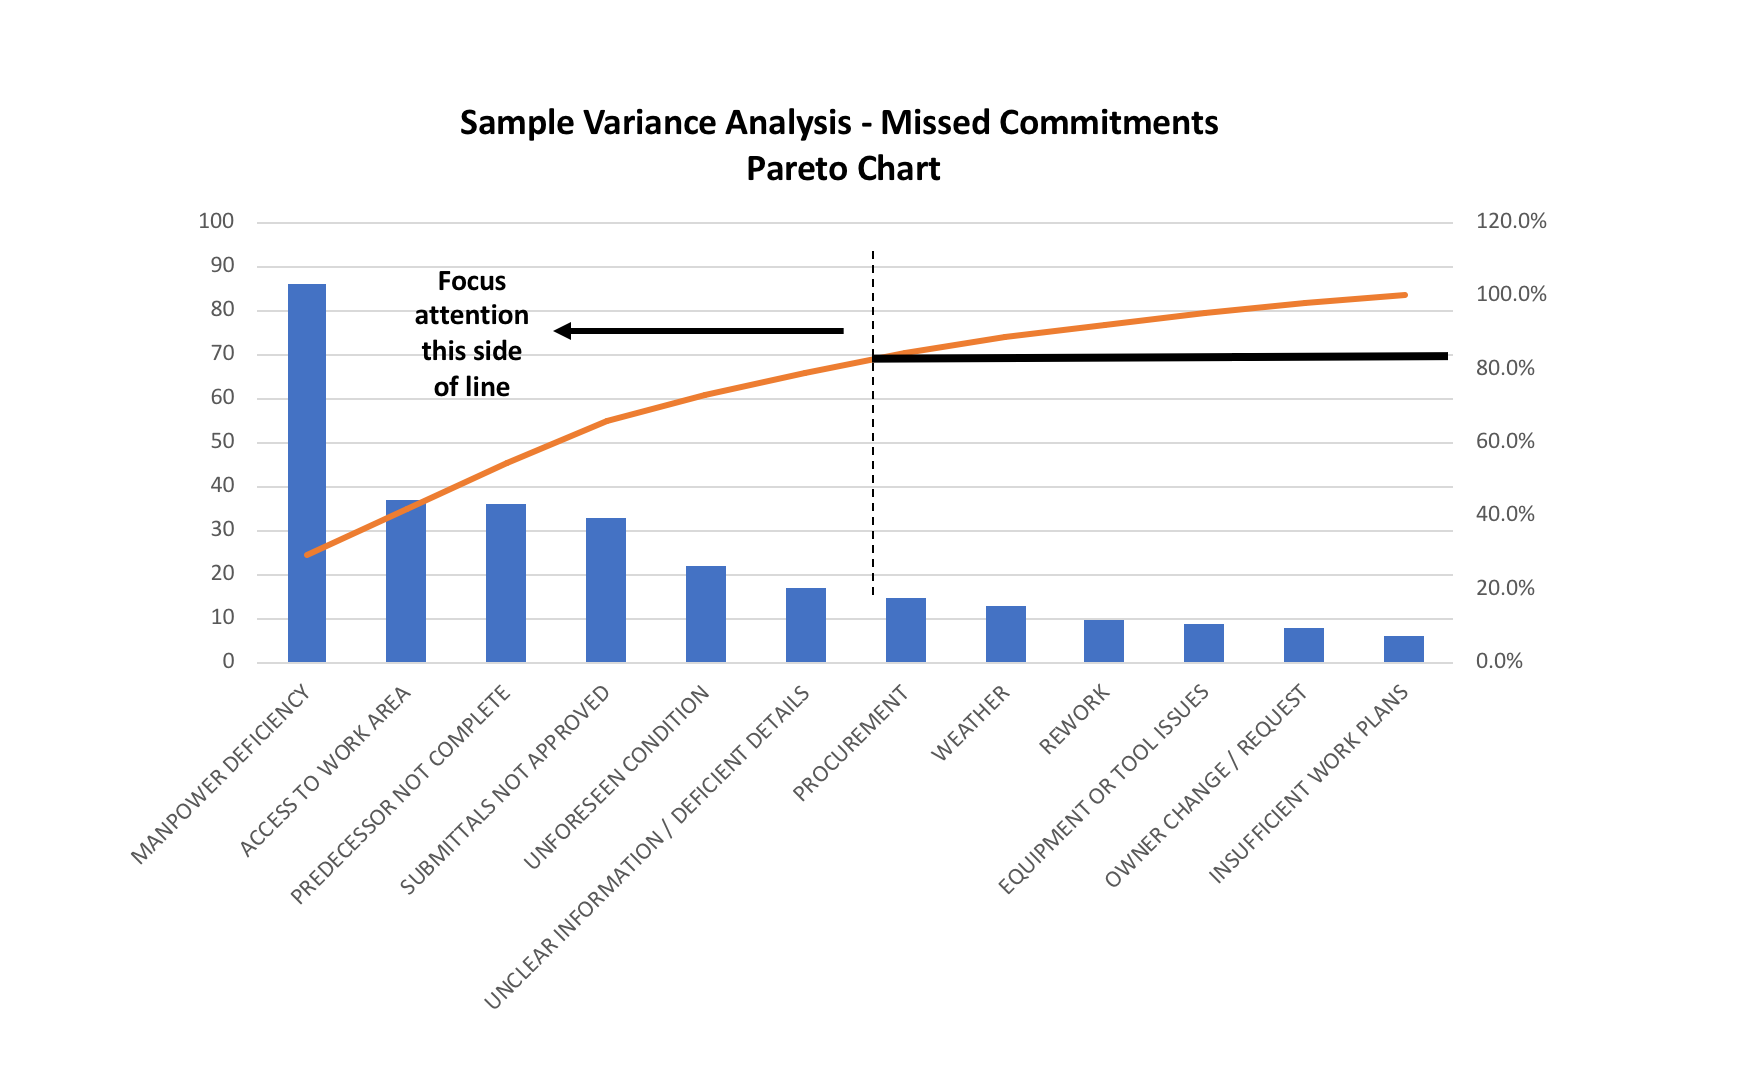 Sample Variance Analysis - Missed Commitments
Pareto Chart
100
90
80
70
60
50
40
30
20
10
0
120.0%
100.0%
80.0%
60.0%
40.0%
20.0%
0.0%
Focus
attention
this side
of line
MANPOWER DEFICIENCY
ACCESS TO WORK AREA
PREDECESSOR NOT COMPLETE
SUBMITTALS NOT APPROVED
UNFORESEEN CONDITION
UNCLEAR INFORMATION / DEFICIENT DETAILS
PROCUREMENT
WEATHER
REWORK
EQUIPMENT OR TOOL ISSUES
OWNER CHANGE / REQUEST
INSUFFICIENT WORK PLANS